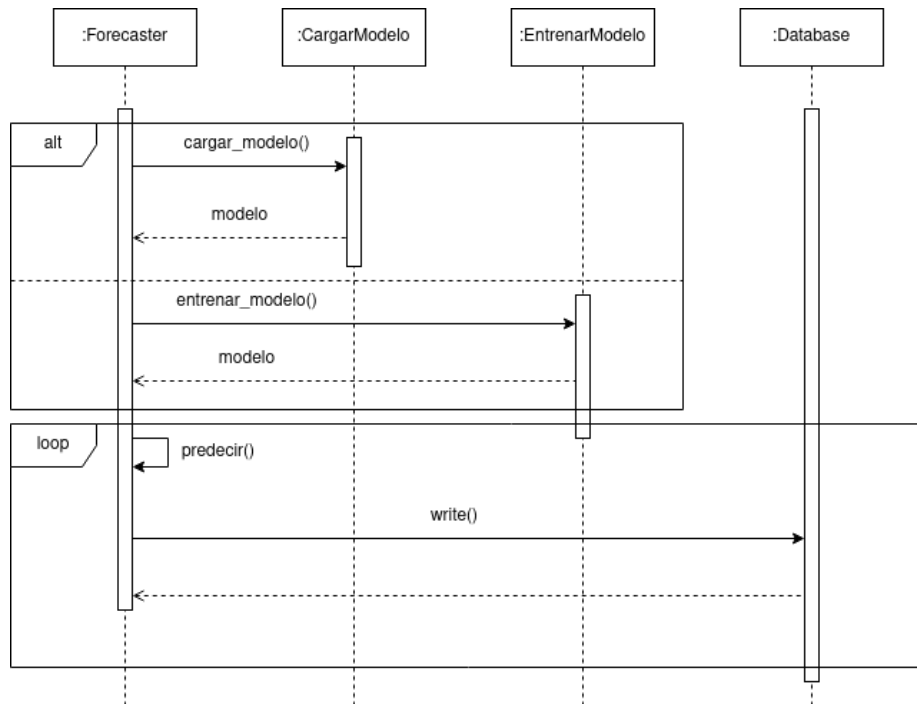 :Forecaster
:CargarModelo
:EntrenarModelo
:Database
alt
cargar_modelo()
modelo
entrenar_modelo()
modelo
loop
predecir()
write()